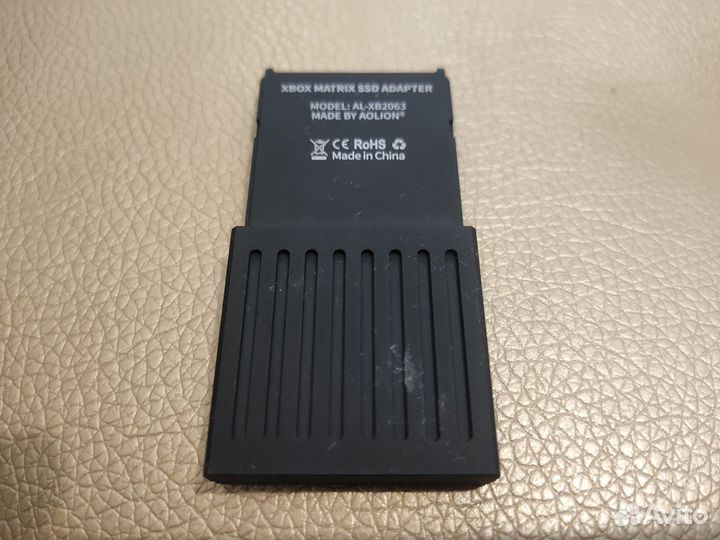 XBOX MATRIX SSD ADAPTER
MODEL: AL-XB2063
MADE BY AOLION®
CE RoHS
Made in China
Avito